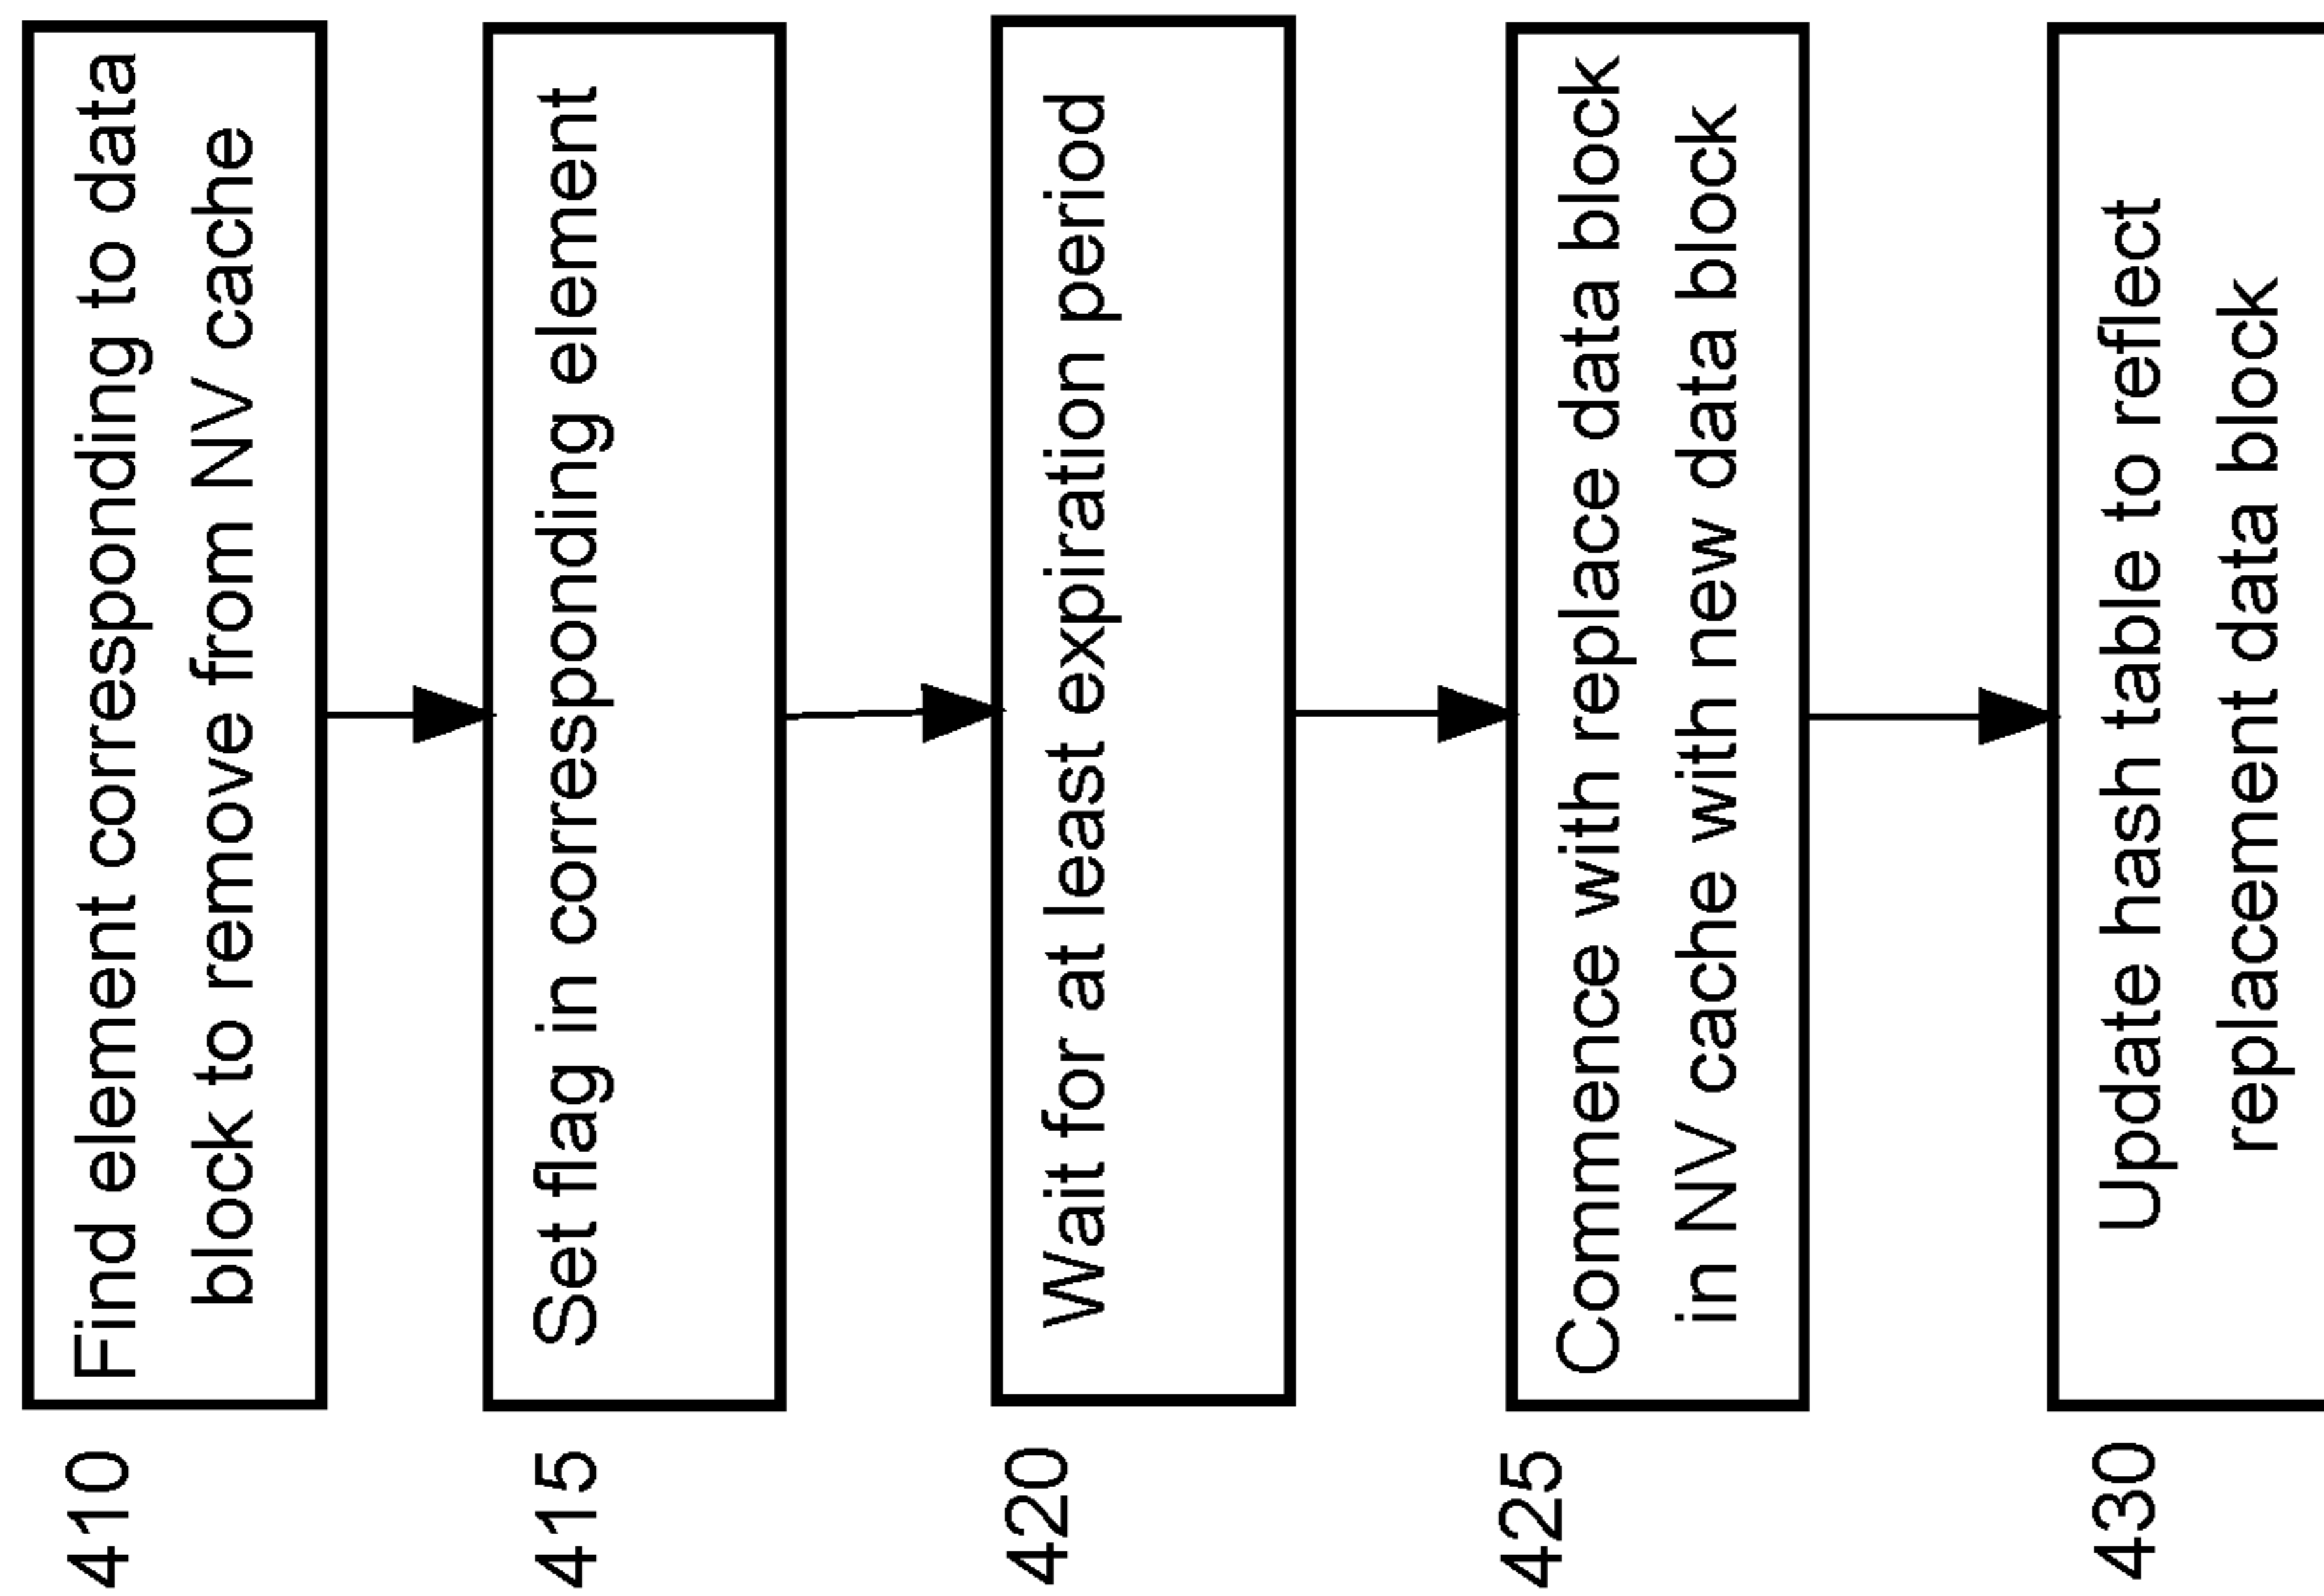 410
Find element corresponding to data
block to remove from NV cache
415
Set flag in corresponding element
420
Wait for at least expiration period
425
Commence with replace data block
in NV cache with new data block
430
Update hash table to reflect
replacement data block